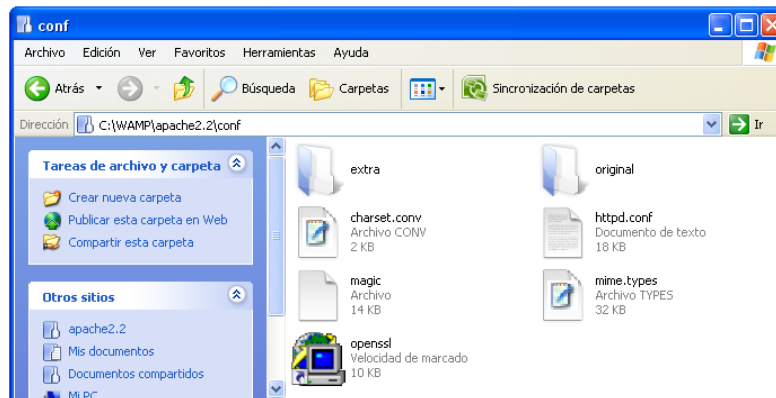 conf
Archivo Edición Ver Favoritos Herramientas Ayuda
Atrás Búsqueda Carpetas Sincronización de carpetas
Dirección C:\WAMP\apache2.2\conf Ir
Tareas de archivo y carpeta
Crear nueva carpeta
Publicar esta carpeta en Web
Compartir esta carpeta
Otros sitios
apache2.2
Mis documentos
Documentos compartidos
Mi PC
extra
original
charset.conv
Archivo CONV
2 KB
httpd.conf
Documento de texto
18 KB
magic
Archivo
14 KB
mime.types
Archivo TYPES
32 KB
openssl
Velocidad de marcado
10 KB